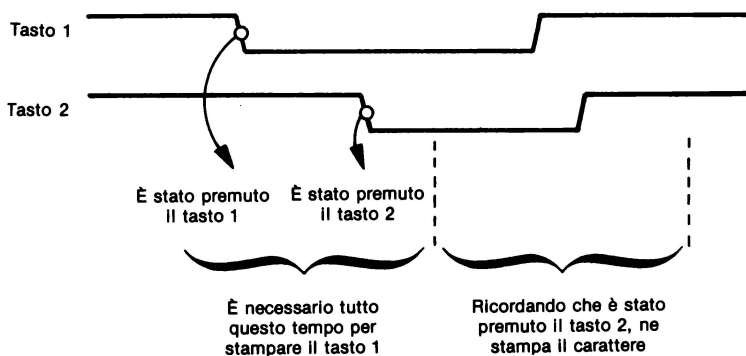 Tasto 1
Tasto 2
È stato premuto
il tasto 1
È stato premuto
il tasto 2
È necessario tutto
questo tempo per
stampare il tasto 1
Ricordando che è stato
premuto il tasto 2, ne
stampa il carattere